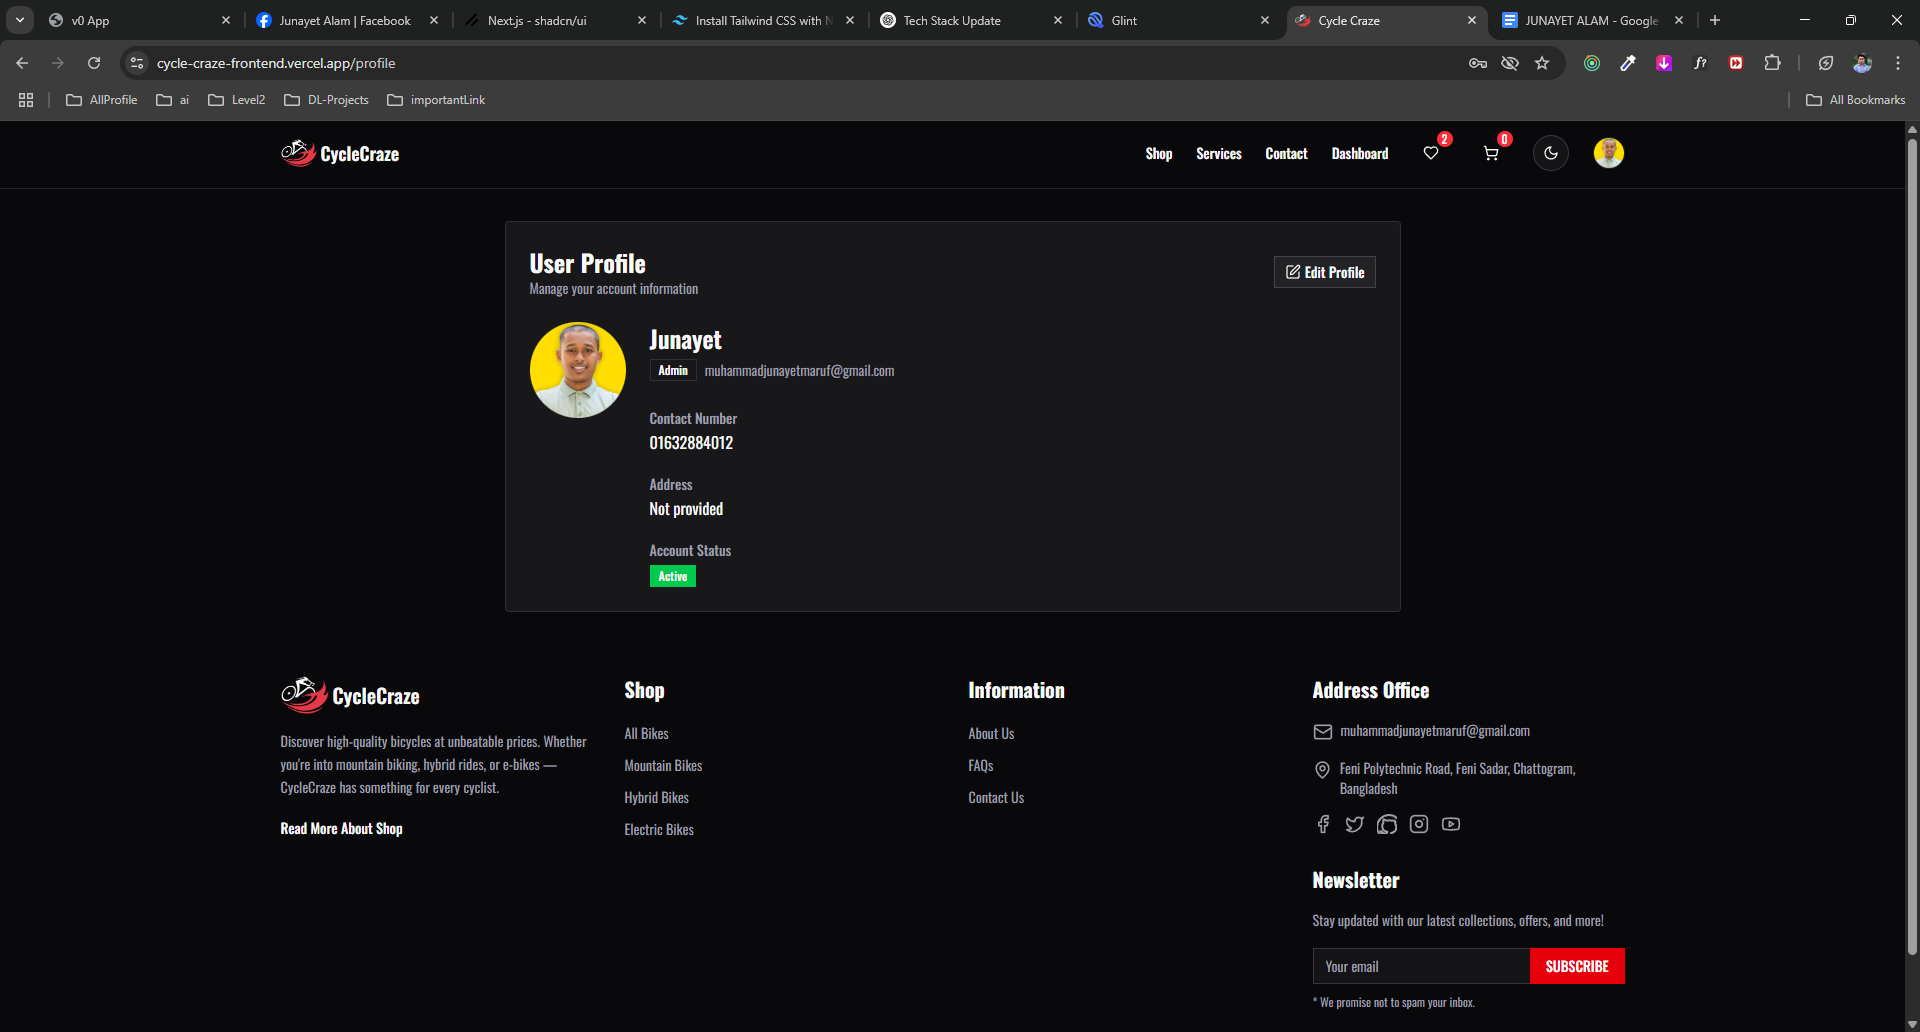 v0 App
Junayet Alam | Facebook
Next.js - shadcn/ui
Install Tailwind CSS with N
Tech Stack Update
Glint
Cycle Craze
JUNAYET ALAM - Google
cycle-craze-frontend.vercel.app/profile
f?
AllProfile
ai
Level2
DL-Projects
importantLink
All Bookmarks
CycleCraze
Shop
Services
Contact
Dashboard
2
0
User Profile
Manage your account information
Edit Profile
Junayet
Admin
muhammadjunayetmaruf@gmail.com
Contact Number
01632884012
Address
Not provided
Account Status
Active
CycleCraze
Discover high-quality bicycles at unbeatable prices. Whether
you're into mountain biking, hybrid rides, or e-bikes —
CycleCraze has something for every cyclist.
Read More About Shop
Shop
All Bikes
Mountain Bikes
Hybrid Bikes
Electric Bikes
Information
About Us
FAQs
Contact Us
Address Office
muhammadjunayetmaruf@gmail.com
Feni Polytechnic Road, Feni Sadar, Chattogram,
Bangladesh
Newsletter
Stay updated with our latest collections, offers, and more!
Your email
SUBSCRIBE
* We promise not to spam your inbox.